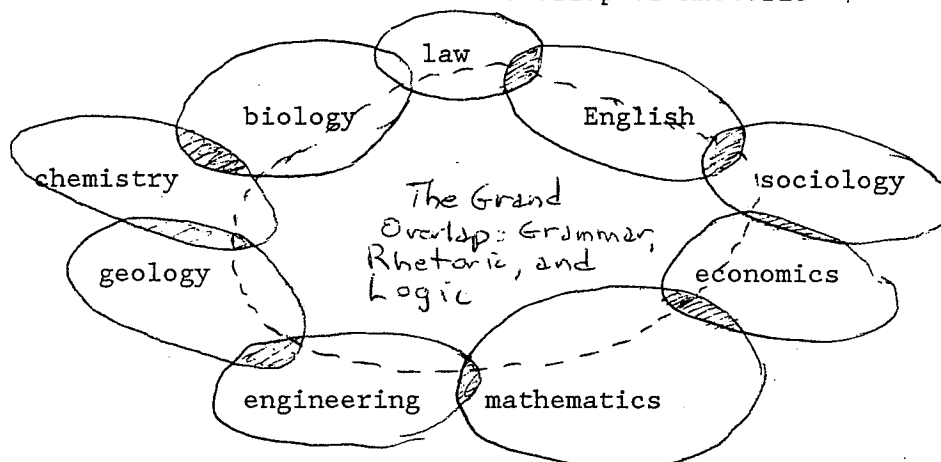 law
biology
English
chemistry
sociology
The Grand
Overlap: Grammar,
Rhetoric, and
Logic
geology
economics
engineering
mathematics